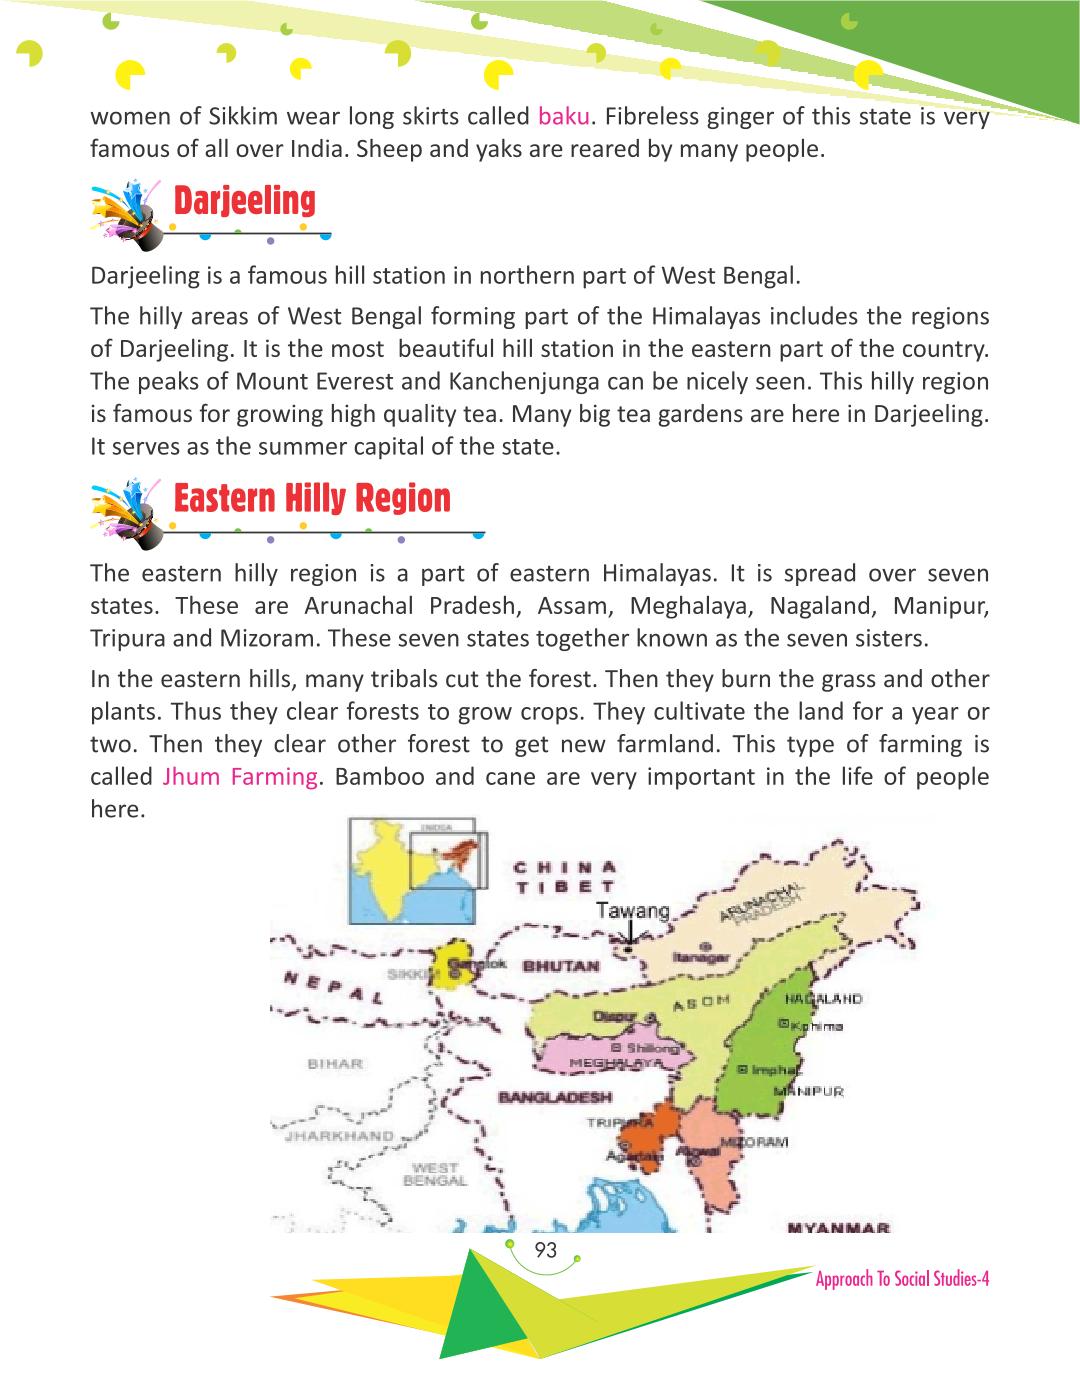 women of Sikkim wear long skirts called baku. Fibreless ginger of this state is very
famous of all over India. Sheep and yaks are reared by many people.
Darjeeling
Darjeeling is a famous hill station in northern part of West Bengal.
The hilly areas of West Bengal forming part of the Himalayas includes the regions
of Darjeeling. It is the most beautiful hill station in the eastern part of the country.
The peaks of Mount Everest and Kanchenjunga can be nicely seen. This hilly region
is famous for growing high quality tea. Many big tea gardens are here in Darjeeling.
It serves as the summer capital of the state.
Eastern Hilly Region
The eastern hilly region is a part of eastern Himalayas. It is spread over seven
states. These are Arunachal Pradesh, Assam, Meghalaya, Nagaland, Manipur,
Tripura and Mizoram. These seven states together known as the seven sisters.
In the eastern hills, many tribals cut the forest. Then they burn the grass and other
plants. Thus they clear forests to grow crops. They cultivate the land for a year or
two. Then they clear other forest to get new farmland. This type of farming is
called Jhum Farming. Bamboo and cane are very important in the life of people
here.
INDIA
CHINA
TIBET
Tawang
ARUNACHAL
PRADESH
Itanagar
SIKKIM
Gangtok
BHUTAN
NEPAL
ASOM
NAGALAND
Dispur
Kohima
Shillong
MEGHALAYA
BIHAR
Imphal
MANIPUR
BANGLADESH
TRIPURA
JHARKHAND
MIZORAM
Agartala
Aizwal
WEST
BENGAL
MYANMAR
93
Approach To Social Studies-4